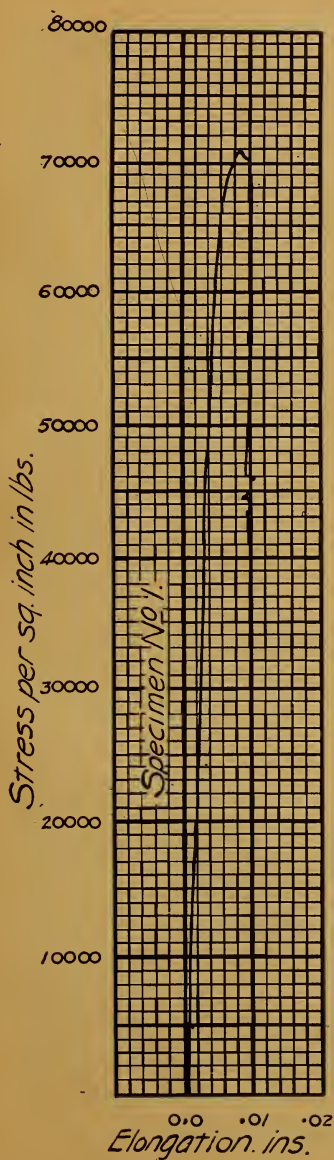 80000
70000
60000
50000
40000
30000
20000
10000
Stress per sq. inch in lbs.
Specimen No 1.
0.0 .01 .02
Elongation. ins.